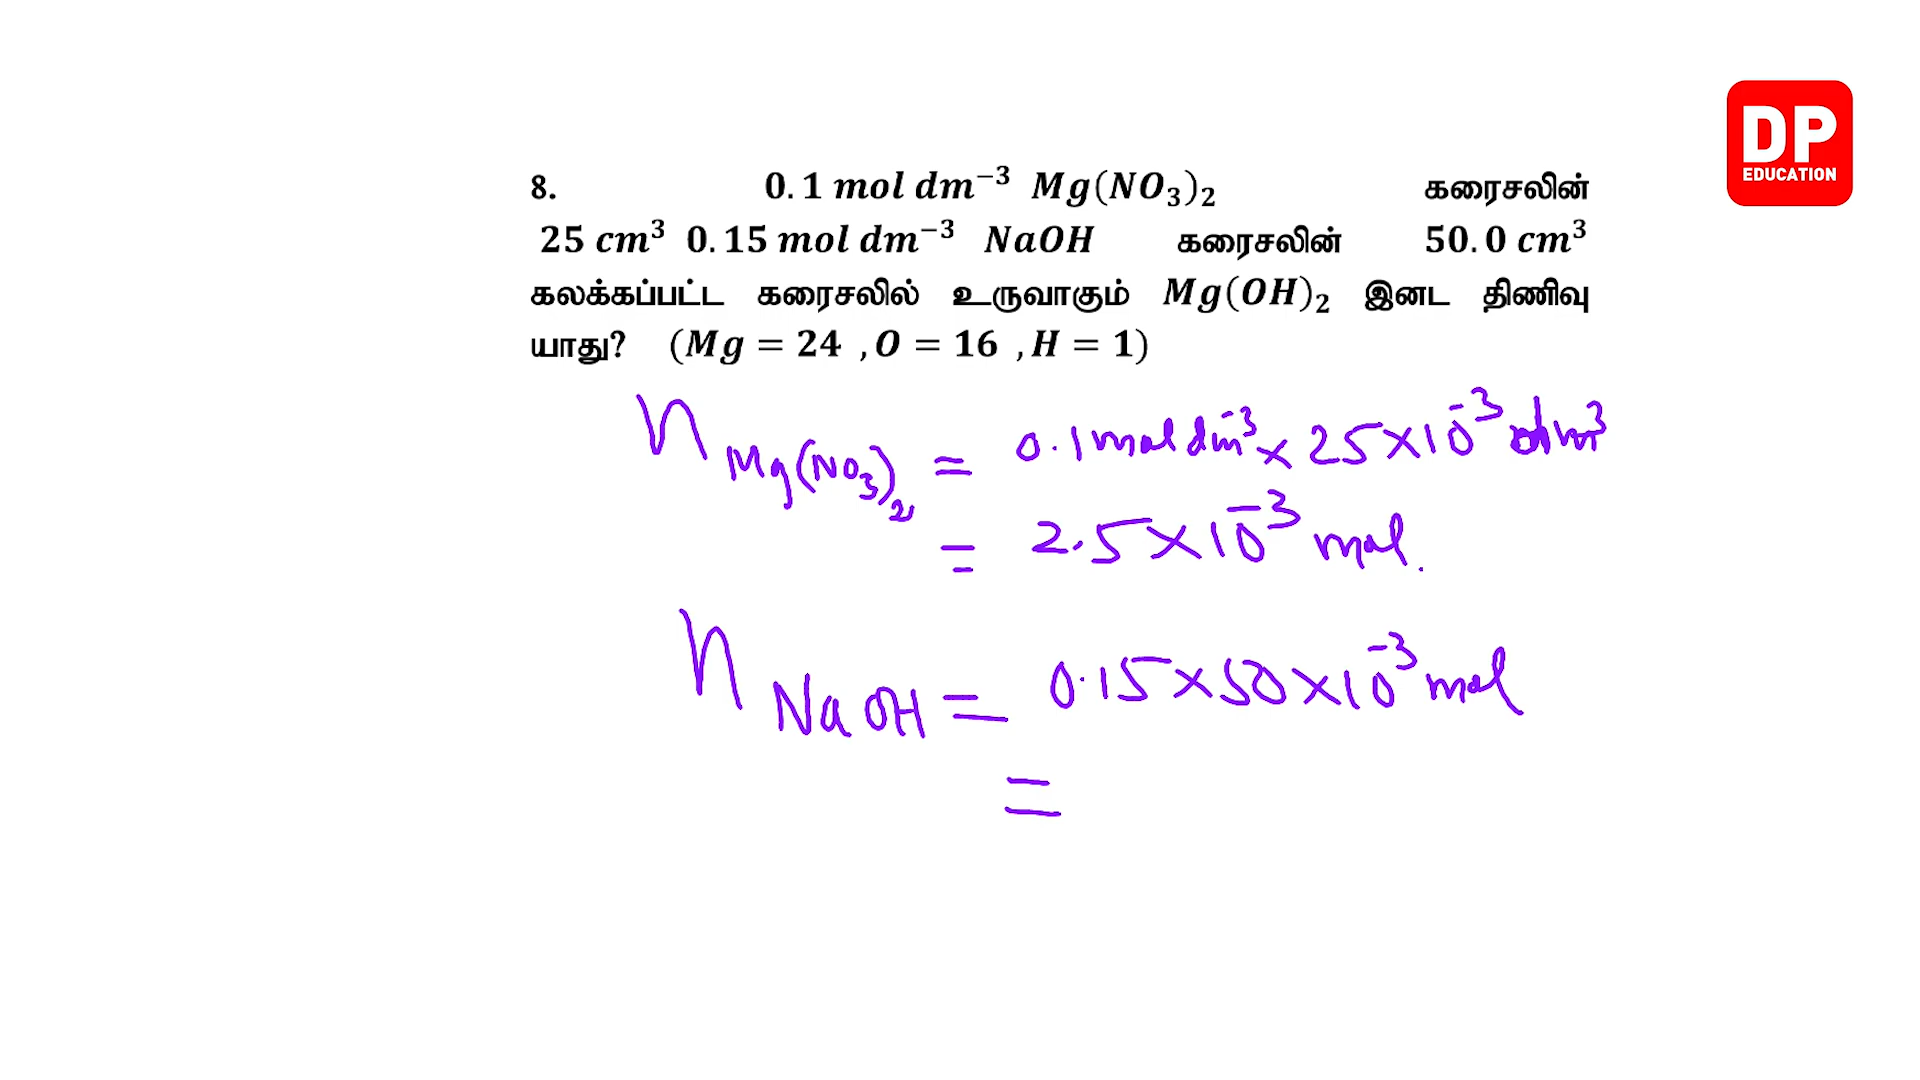 DP
EDUCATION
8. 0.1 mol dm⁻³ Mg(NO₃)₂ கரைசலின்
25 cm³ 0.15 mol dm⁻³ NaOH கரைசலின் 50.0 cm³
கலக்கப்பட்ட கரைசலில் உருவாகும் Mg(OH)₂ இனட திணிவு
யாது? (Mg = 24 , O = 16 , H = 1)
n Mg(NO₃)₂ = 0.1 mol dm⁻³ × 25 × 10⁻³ dm³
= 2.5 × 10⁻³ mol.
n NaOH = 0.15 × 50 × 10⁻³ mol
=